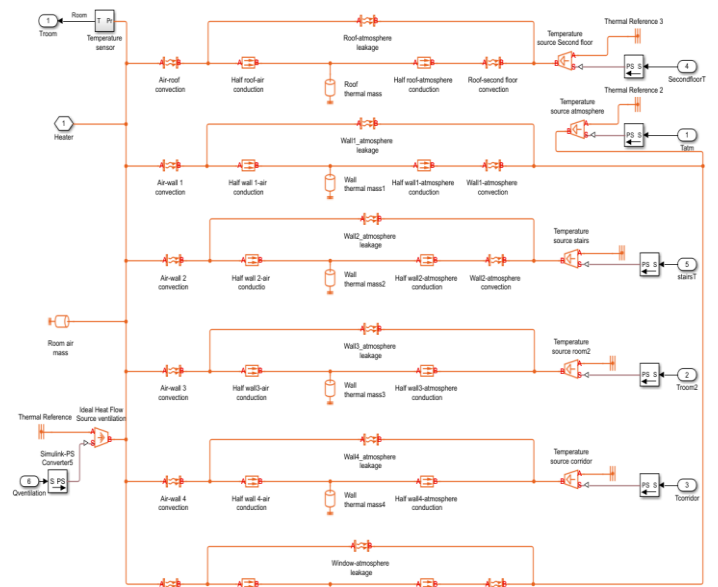 Roof-atmosphere
leakage
Room
T Pr
1
Troom
Temperature
sensor
Temperature
source Second floor
Thermal Reference 3
A B
A B
A B
A B
A B
B A S
PS S
4
SecondfloorT
Air-roof
convection
Half roof-air
conduction
Roof
thermal mass
Half roof-atmosphere
conduction
Roof-second floor
convection
Temperature
source atmosphere
Thermal Reference 2
B A S
PS S
1
Tatm
1
Heater
A B
Wall1_atmosphere
leakage
A B
A B
A B
A B
Air-wall 1
convection
Half wall 1-air
conduction
Wall
thermal mass1
Half wall1-atmosphere
conduction
Wall1-atmosphere
convection
A B
Wall2_atmosphere
leakage
Temperature
source stairs
A B
A B
A B
A B
B A S
PS S
5
stairsT
Air-wall 2
convection
Half wall 2-air
conductio
Wall
thermal mass2
Half wall2-atmosphere
conduction
Wall2-atmosphere
convection
Room air
mass
A B
Wall3_atmosphere
leakage
Temperature
source room2
A B
A B
A B
B A S
PS S
2
Troom2
Air-wall 3
convection
Half wall3-air
conduction
Wall
thermal mass3
Half wall3-atmosphere
conduction
Thermal Reference
Ideal Heat Flow
Source ventilation
A S B
Simulink-PS
Converter5
6
S PS
Qventilation
A B
Wall4_atmosphere
leakage
Temperature
source corridor
A B
A B
A B
B A S
PS S
3
Tcorridor
Air-wall 4
convection
Half wall 4-air
conduction
Wall
thermal mass4
Half wall4-atmosphere
conduction
A B
Window-atmosphere
leakage
A B
A B
A B
A B